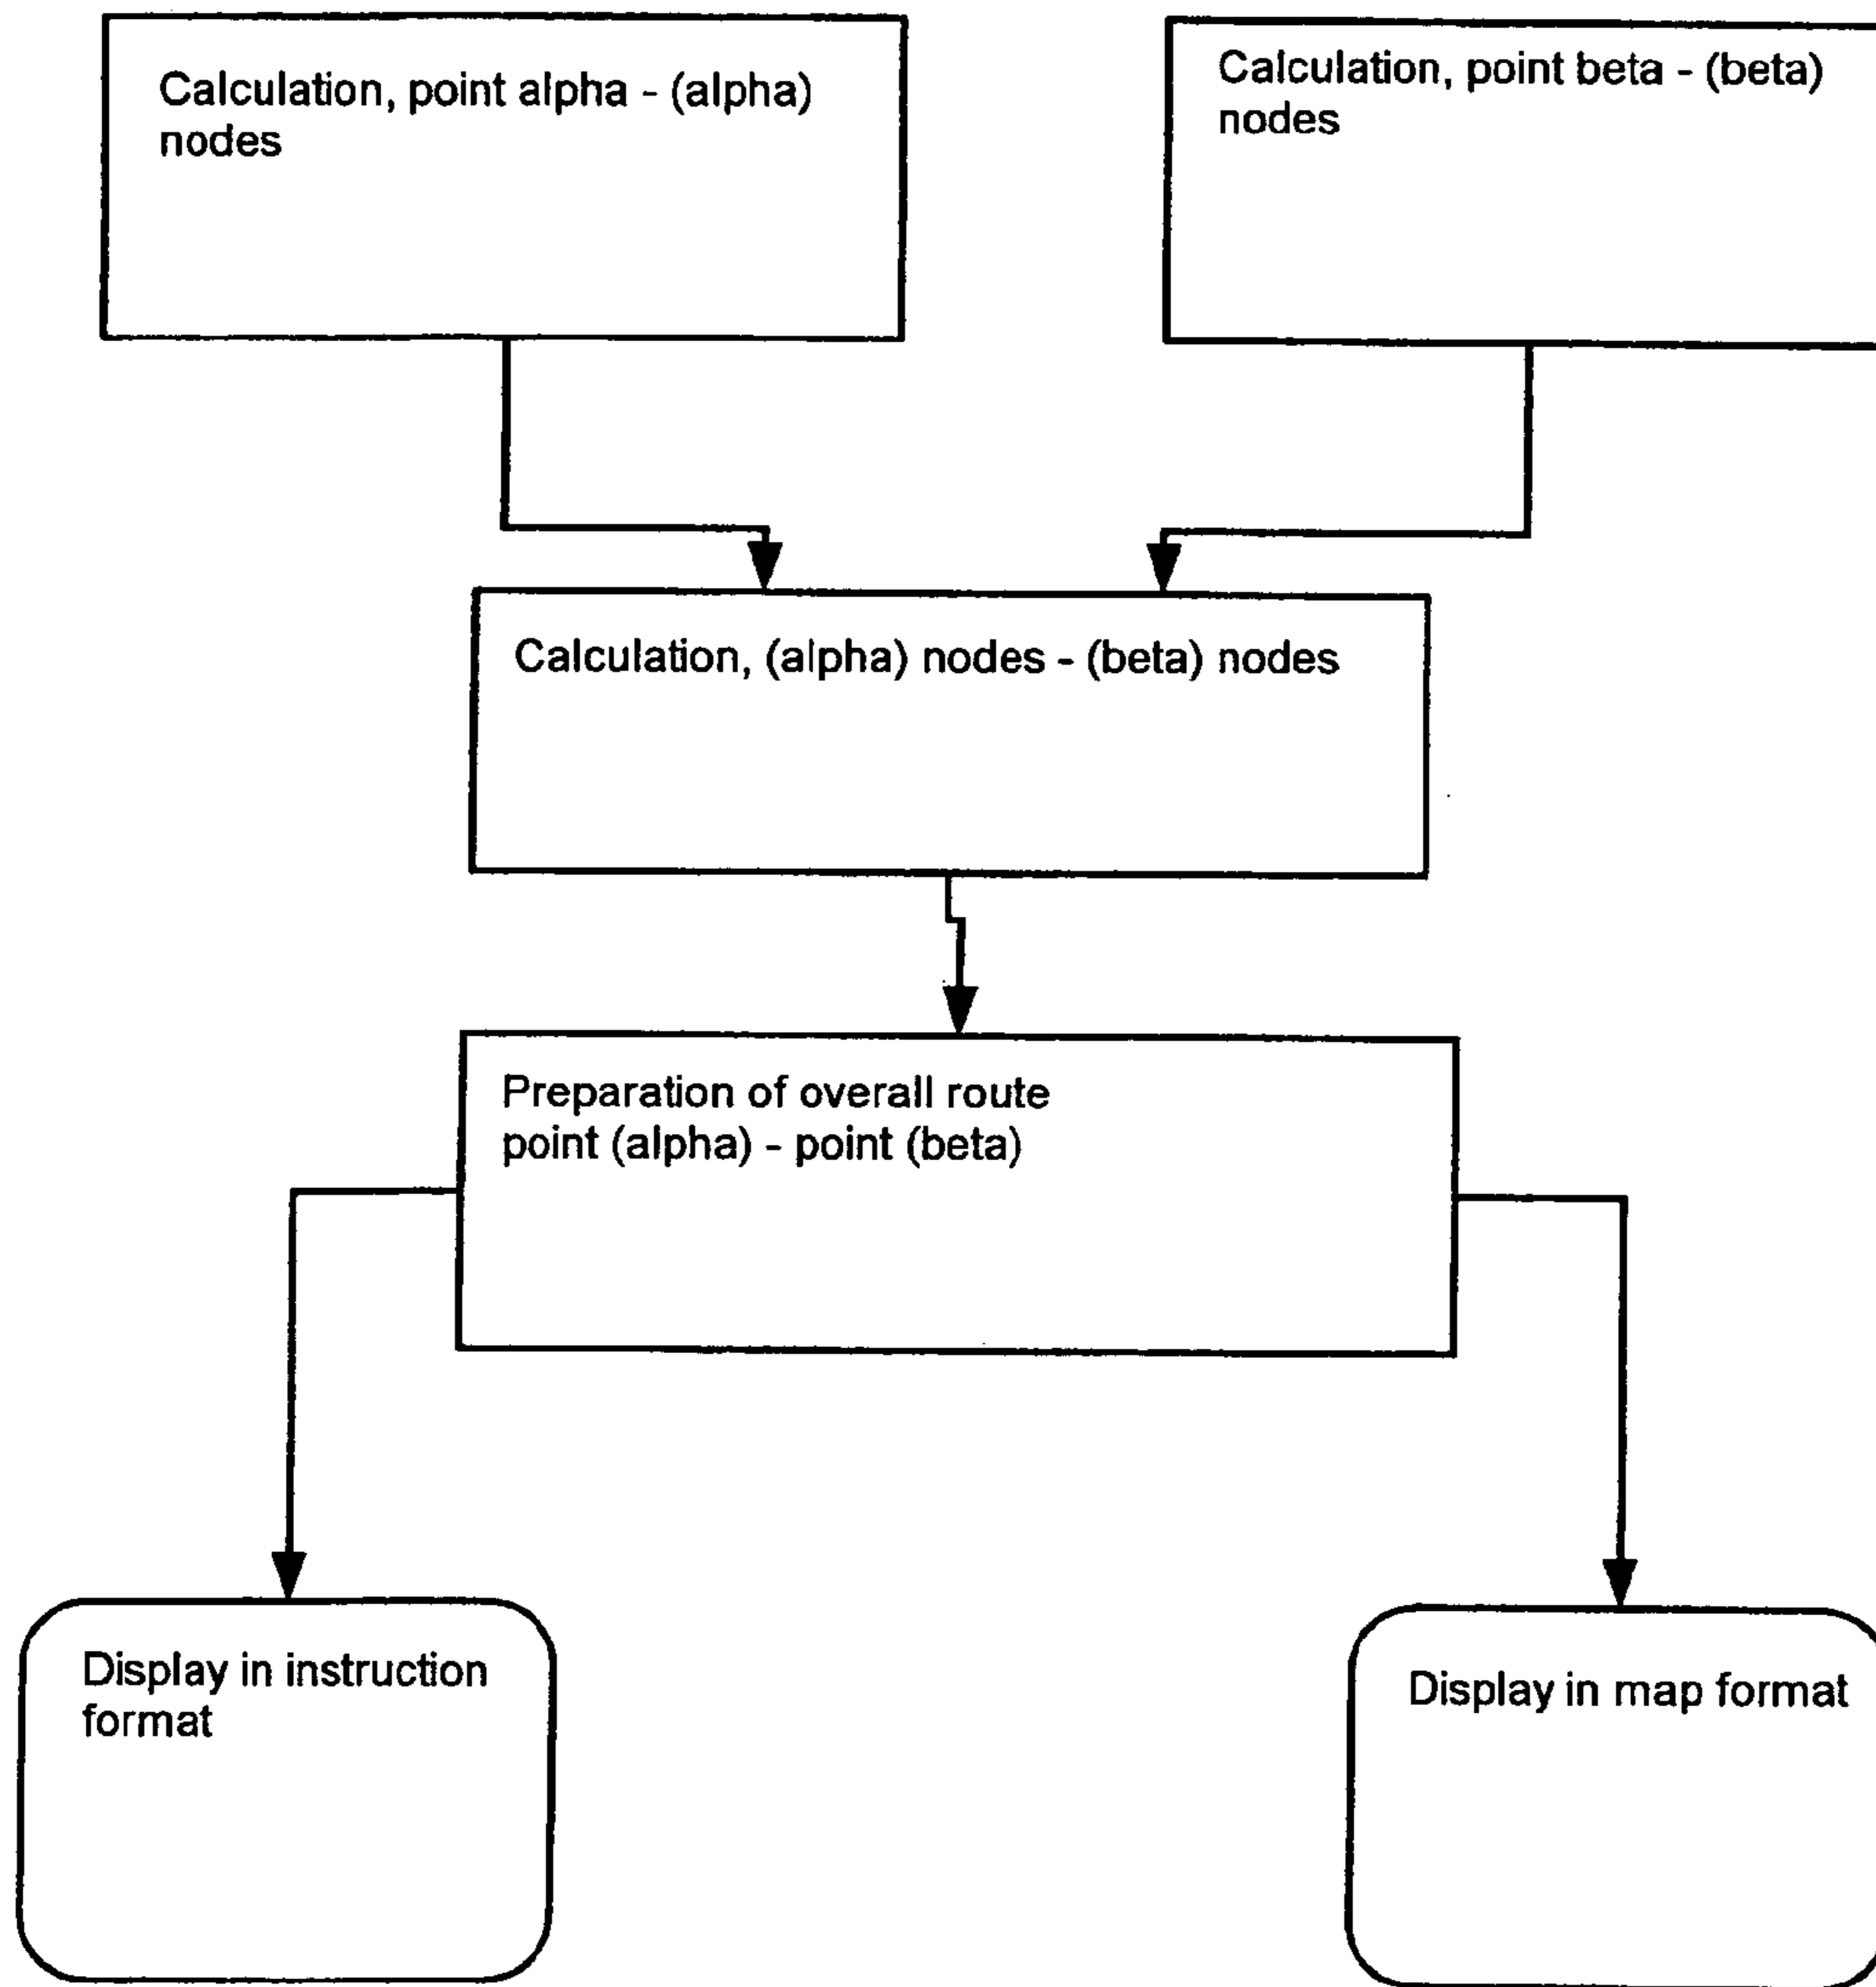 Calculation, point alpha - (alpha)
nodes
Calculation, point beta - (beta)
nodes
Calculation, (alpha) nodes - (beta) nodes
Preparation of overall route
point (alpha) - point (beta)
Display in instruction
format
Display in map format